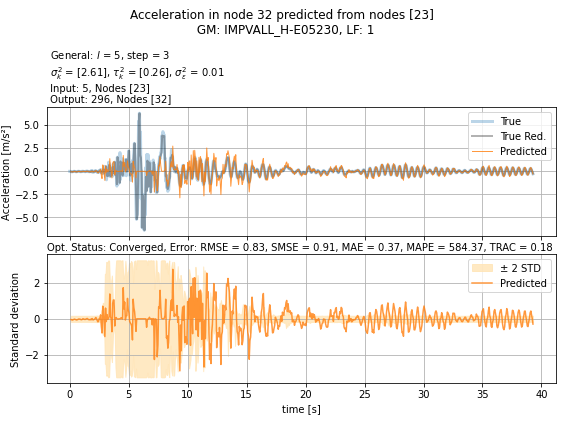 Acceleration in node 32 predicted from nodes [23]
GM: IMPVALL_H-E05230, LF: 1
General: l = 5, step = 3
σ²ₖ = [2.61], τ²ₖ = [0.26], σ²ε = 0.01
Input: 5, Nodes [23]
Output: 296, Nodes [32]
Acceleration [m/s²]
5.0
2.5
0.0
−2.5
−5.0
True
True Red.
Predicted
Opt. Status: Converged, Error: RMSE = 0.83, SMSE = 0.91, MAE = 0.37, MAPE = 584.37, TRAC = 0.18
Standard deviation
2
0
−2
± 2 STD
Predicted
0 5 10 15 20 25 30 35 40
time [s]